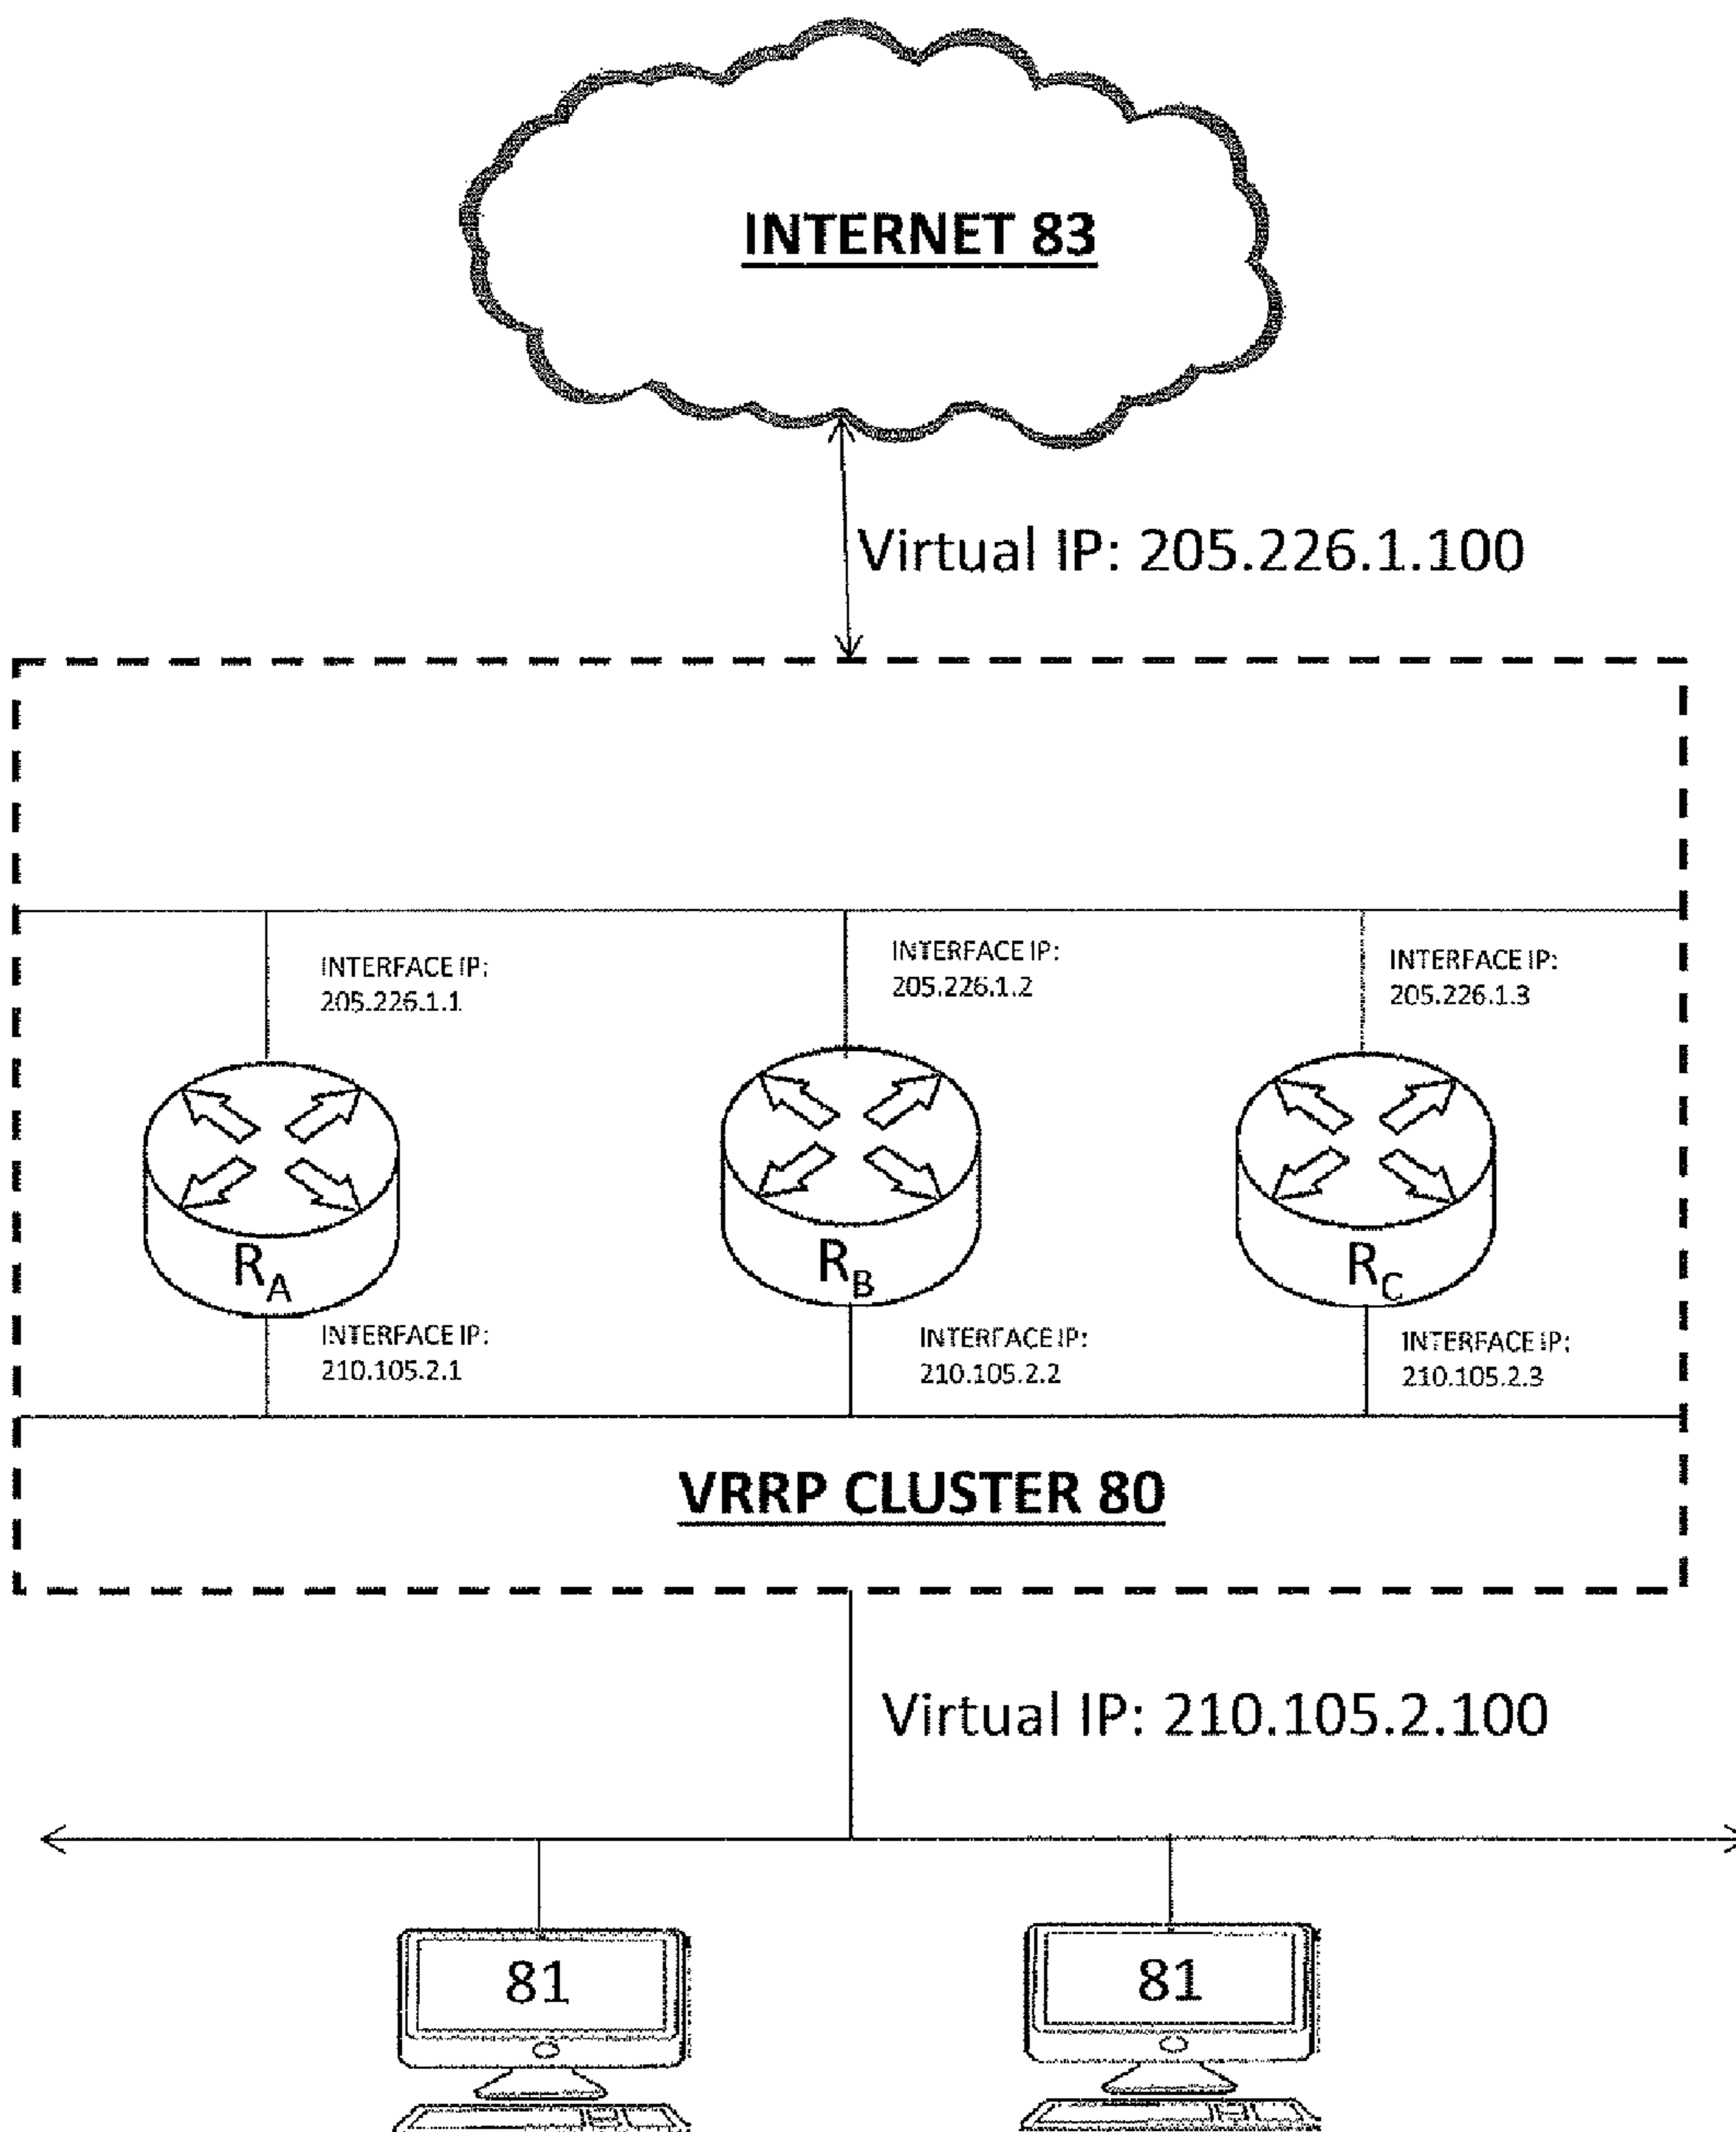 INTERNET 83
Virtual IP: 205.226.1.100
INTERFACE IP:
205.226.1.1
INTERFACE IP:
205.226.1.2
INTERFACE IP:
205.226.1.3
RA
RB
RC
INTERFACE IP:
210.105.2.1
INTERFACE IP:
210.105.2.2
INTERFACE IP:
210.105.2.3
VRRP CLUSTER 80
Virtual IP: 210.105.2.100
81
81